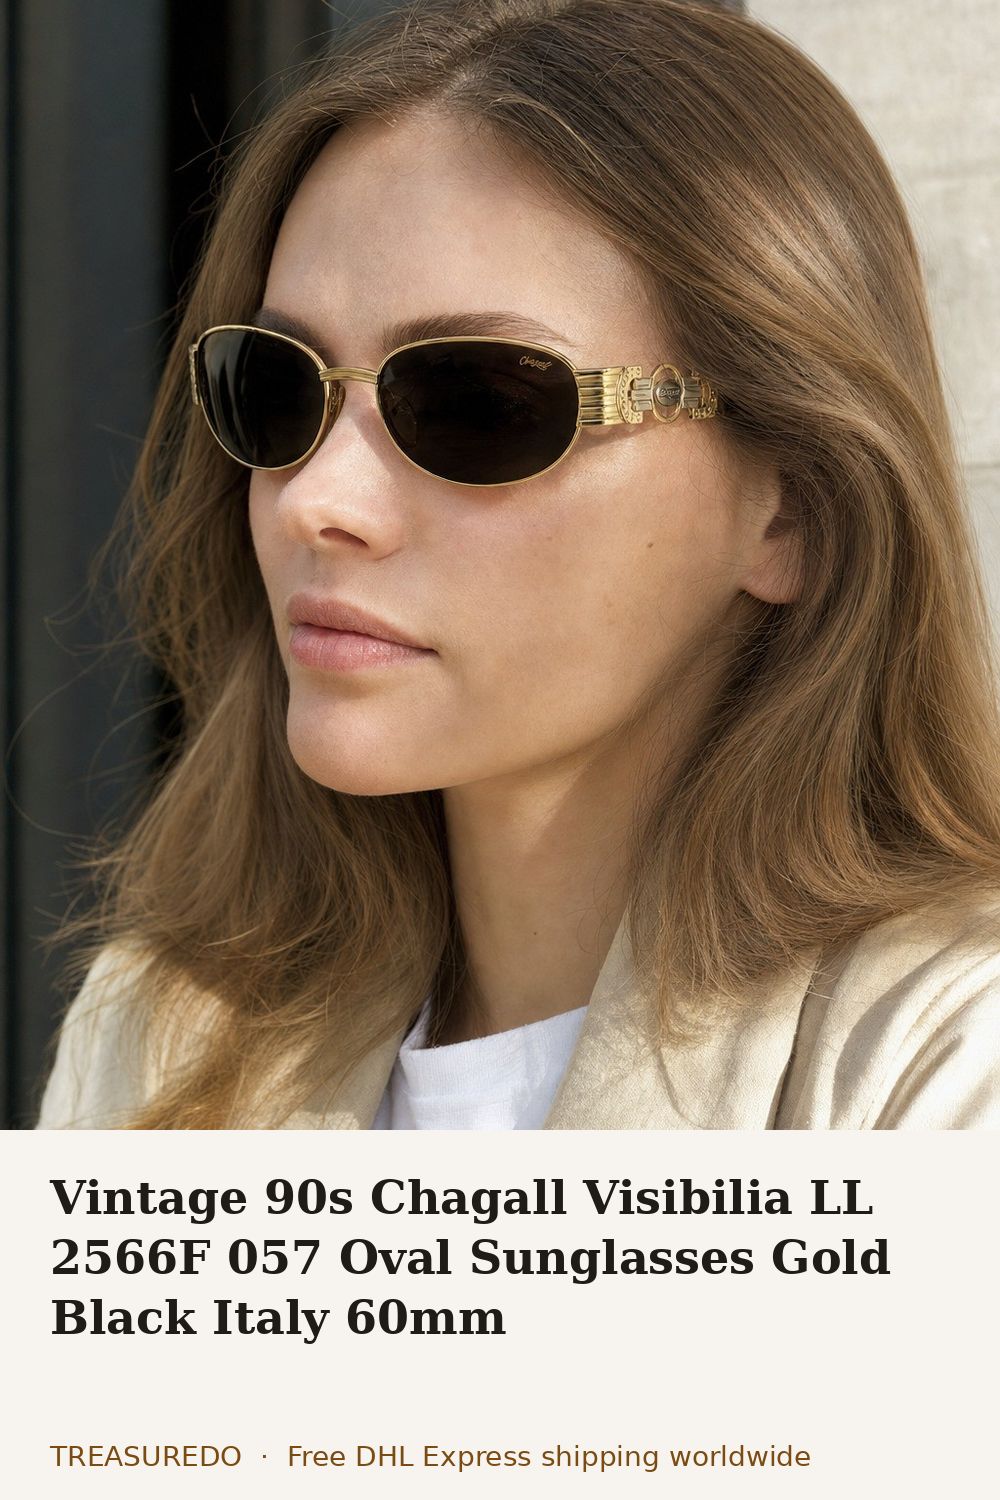 Chagall
Vintage 90s Chagall Visibilia LL
2566F 057 Oval Sunglasses Gold
Black Italy 60mm
TREASUREDO · Free DHL Express shipping worldwide